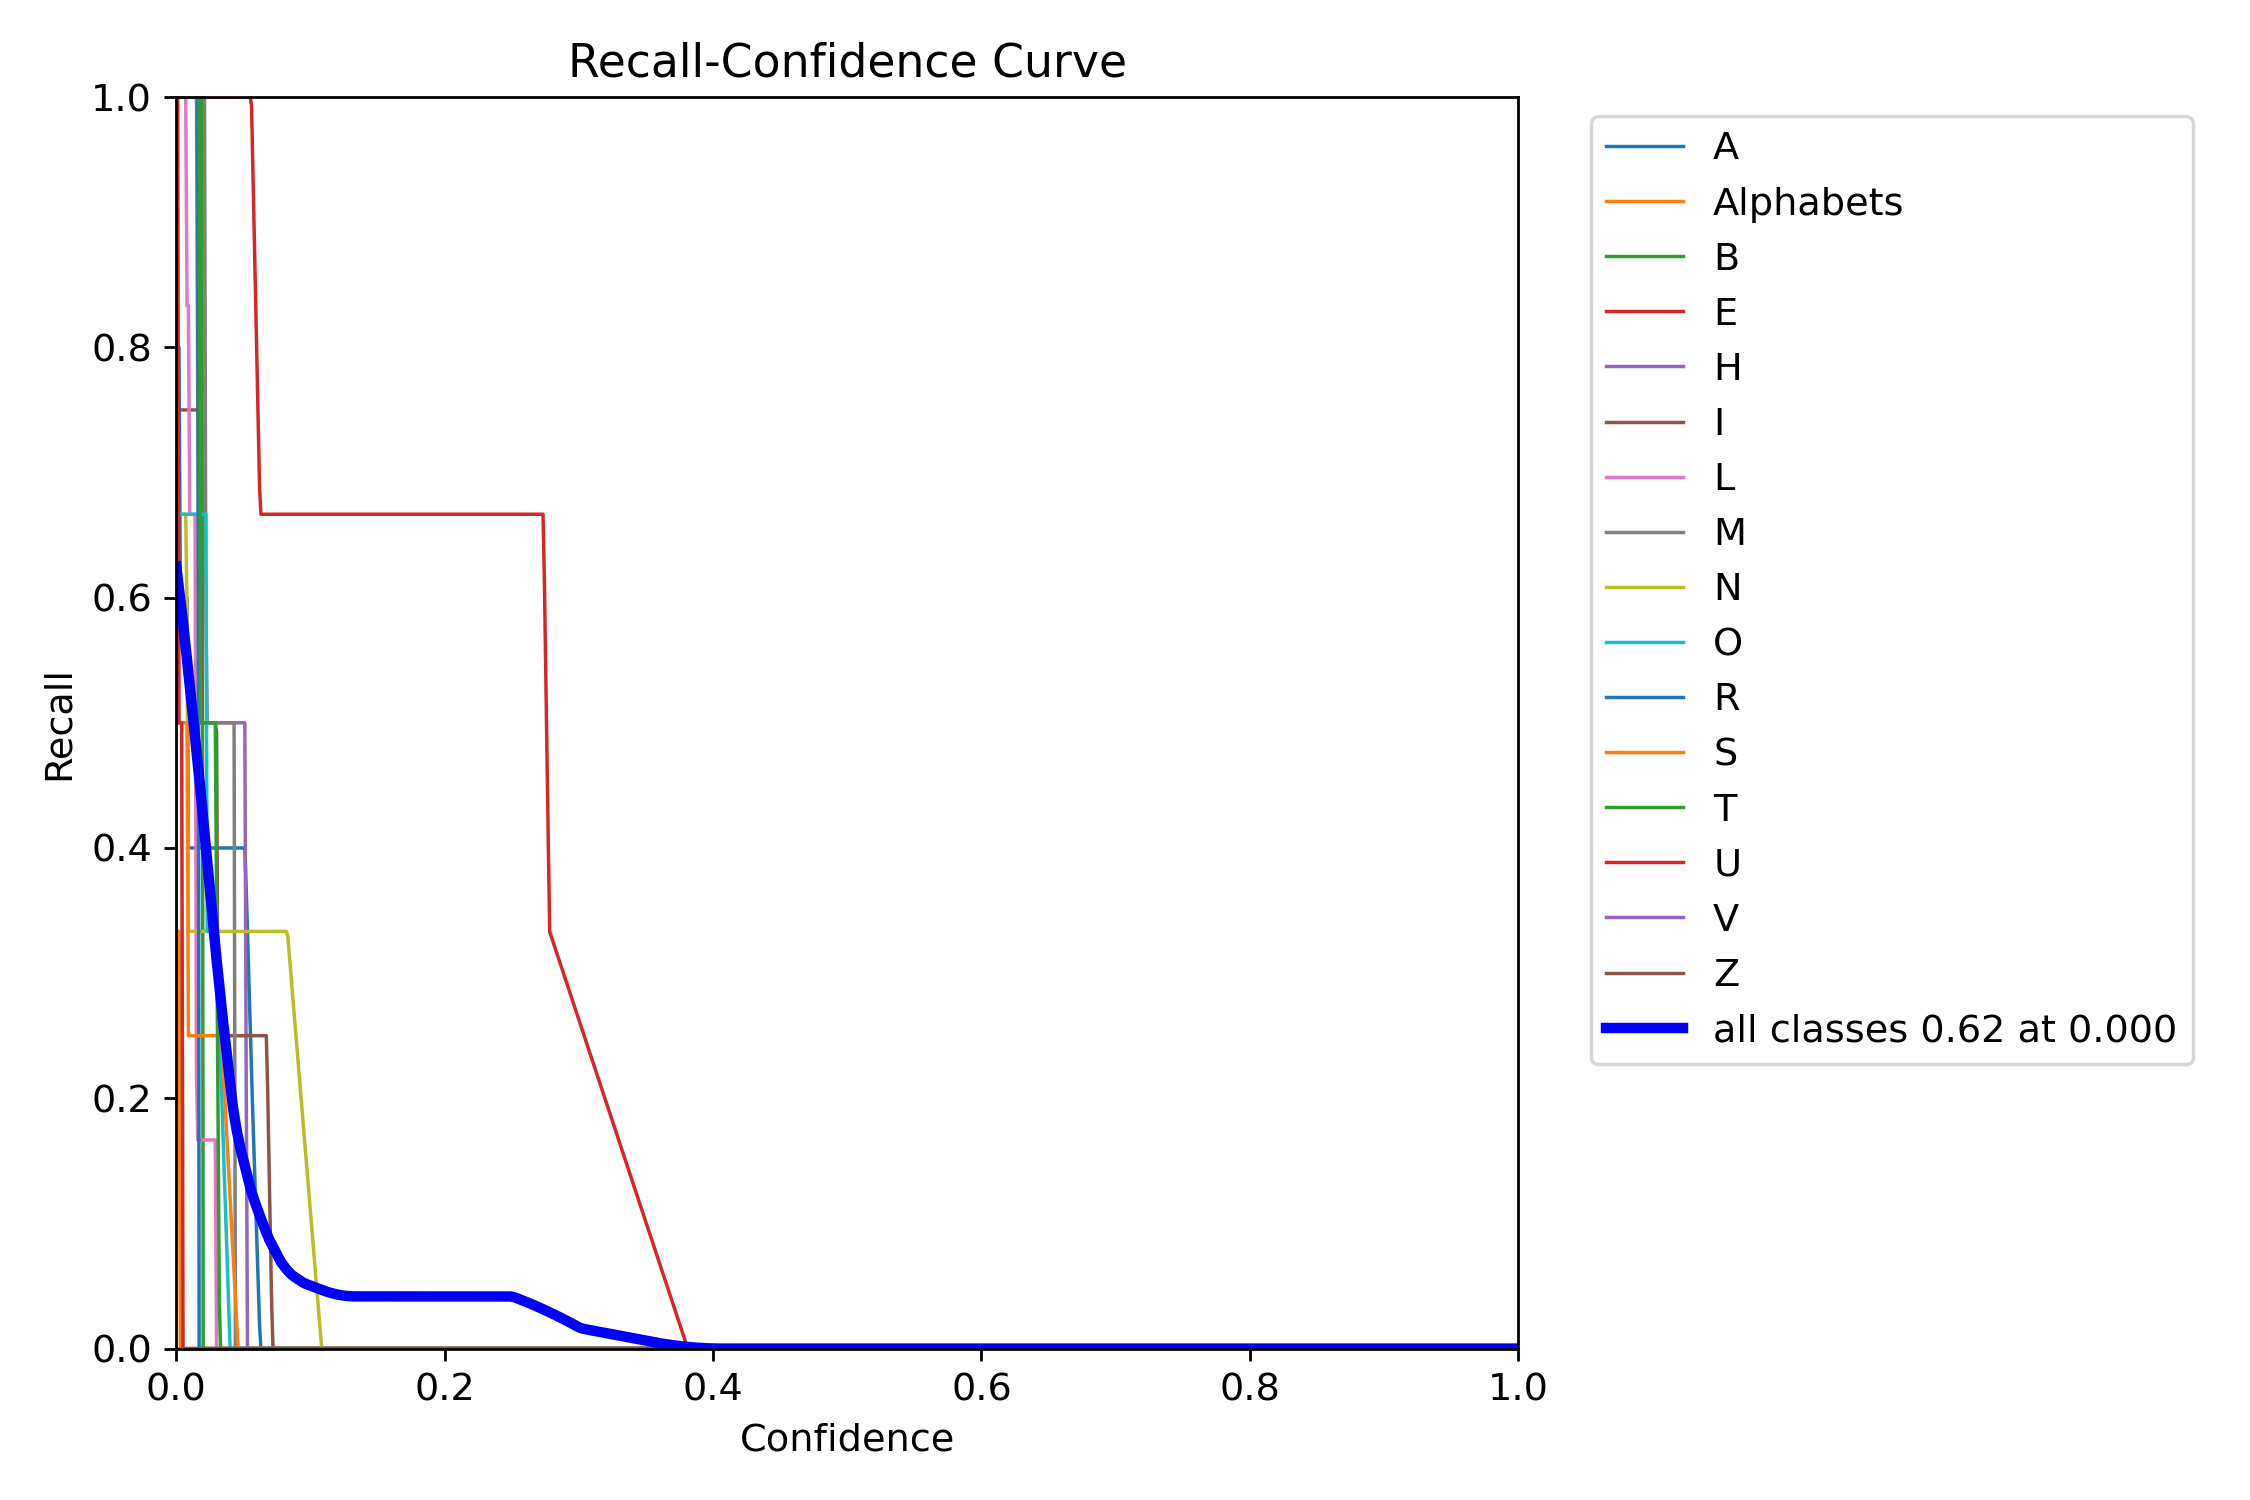 Recall-Confidence Curve
1.0
0.8
0.6
0.4
0.2
0.0
Recall
0.0 0.2 0.4 0.6 0.8 1.0
Confidence
A
Alphabets
B
E
H
I
L
M
N
O
R
S
T
U
V
Z
all classes 0.62 at 0.000